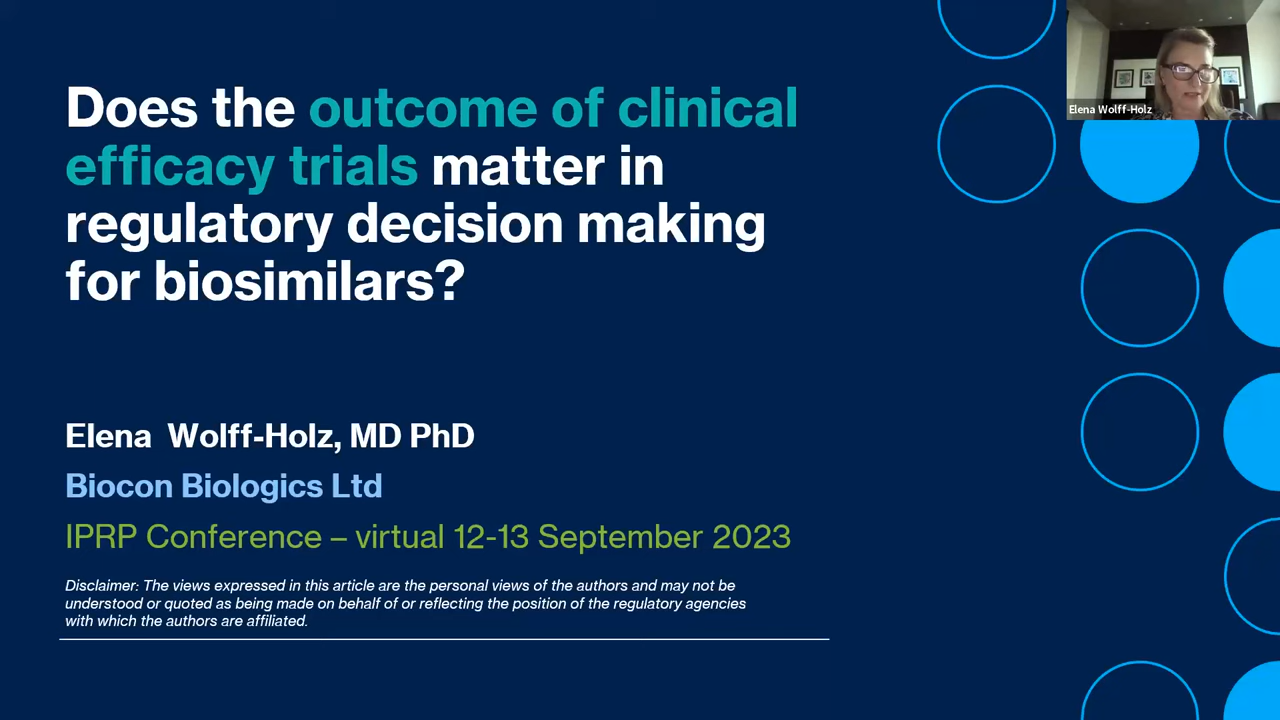 Does the outcome of clinical
efficacy trials matter in
regulatory decision making
for biosimilars?
Elena Wolff-Holz, MD PhD
Biocon Biologics Ltd
IPRP Conference – virtual 12-13 September 2023
Disclaimer: The views expressed in this article are the personal views of the authors and may not be
understood or quoted as being made on behalf of or reflecting the position of the regulatory agencies
with which the authors are affiliated.
Elena Wolff-Holz